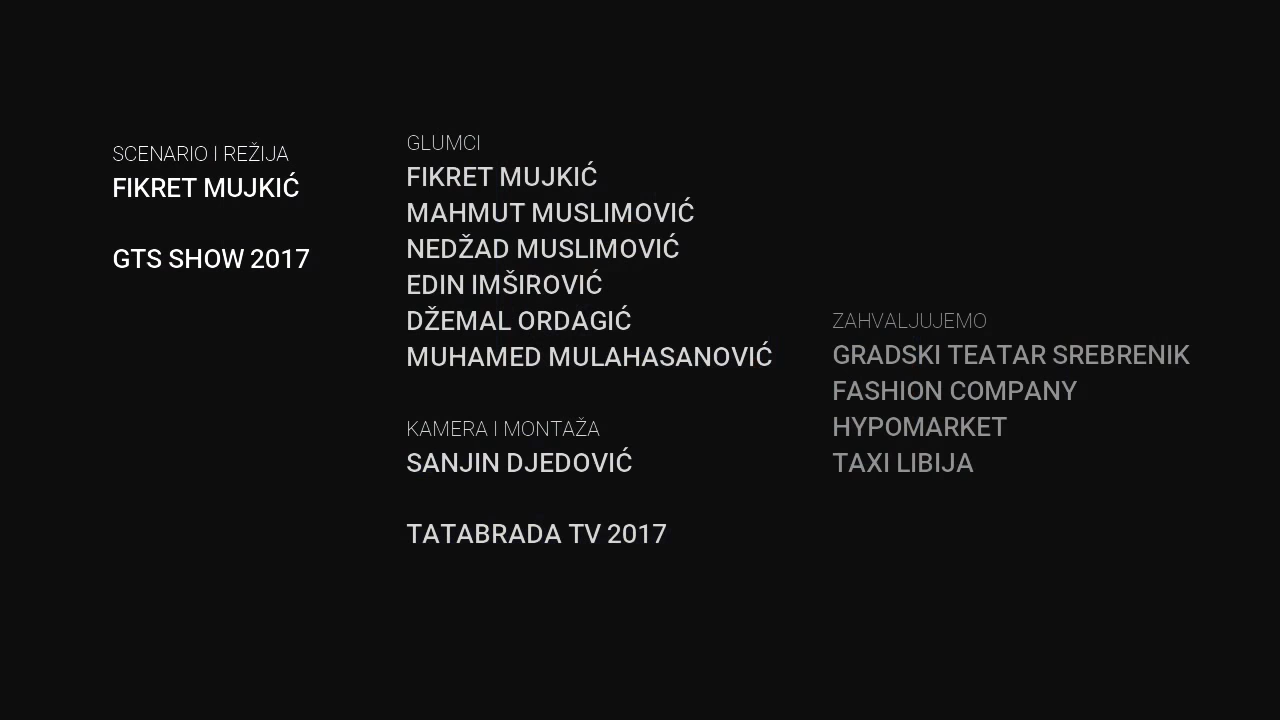 SCENARIO I REŽIJA
FIKRET MUJKIĆ
GTS SHOW 2017
GLUMCI
FIKRET MUJKIĆ
MAHMUT MUSLIMOVIĆ
NEDŽAD MUSLIMOVIĆ
EDIN IMŠIROVIĆ
DŽEMAL ORDAGIĆ
MUHAMED MULAHASANOVIĆ
KAMERA I MONTAŽA
SANJIN DJEDOVIĆ
TATABRADA TV 2017
ZAHVALJUJEMO
GRADSKI TEATAR SREBRENIK
FASHION COMPANY
HYPOMARKET
TAXI LIBIJA